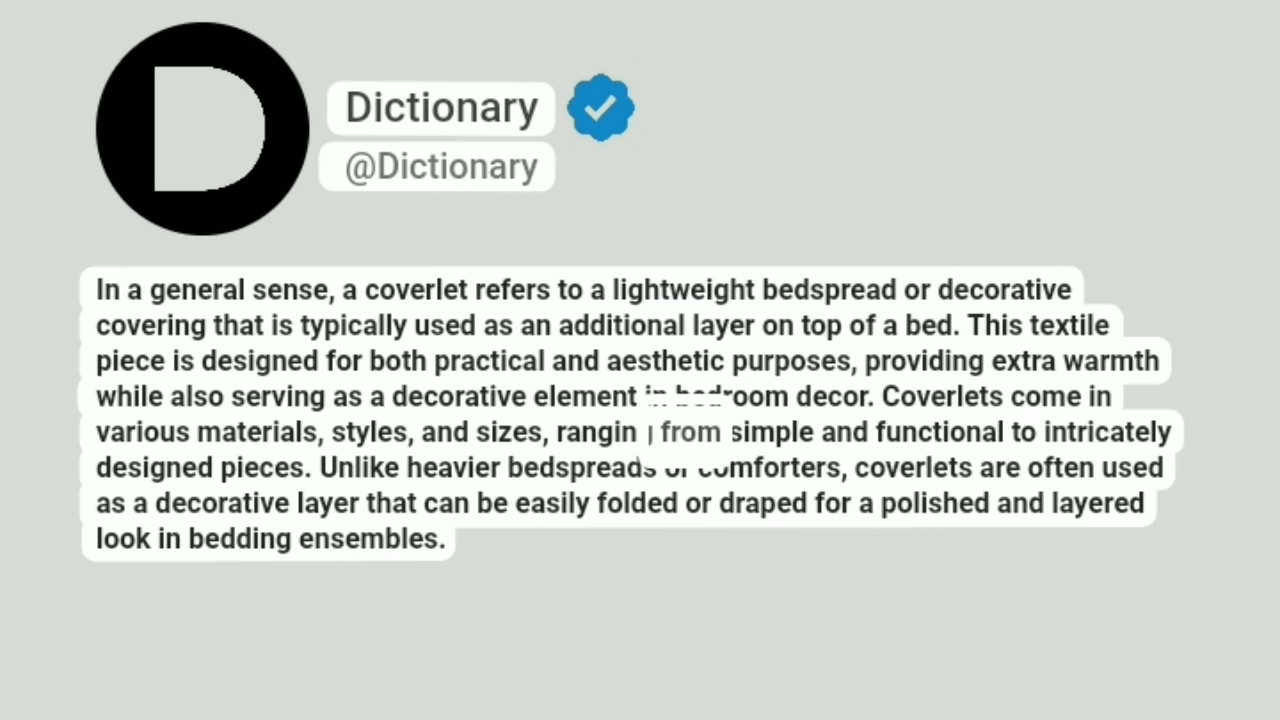 D
Dictionary
@Dictionary
In a general sense, a coverlet refers to a lightweight bedspread or decorative
covering that is typically used as an additional layer on top of a bed. This textile
piece is designed for both practical and aesthetic purposes, providing extra warmth
while also serving as a decorative element in bedroom decor. Coverlets come in
various materials, styles, and sizes, ranging from simple and functional to intricately
designed pieces. Unlike heavier bedspreads or comforters, coverlets are often used
as a decorative layer that can be easily folded or draped for a polished and layered
look in bedding ensembles.